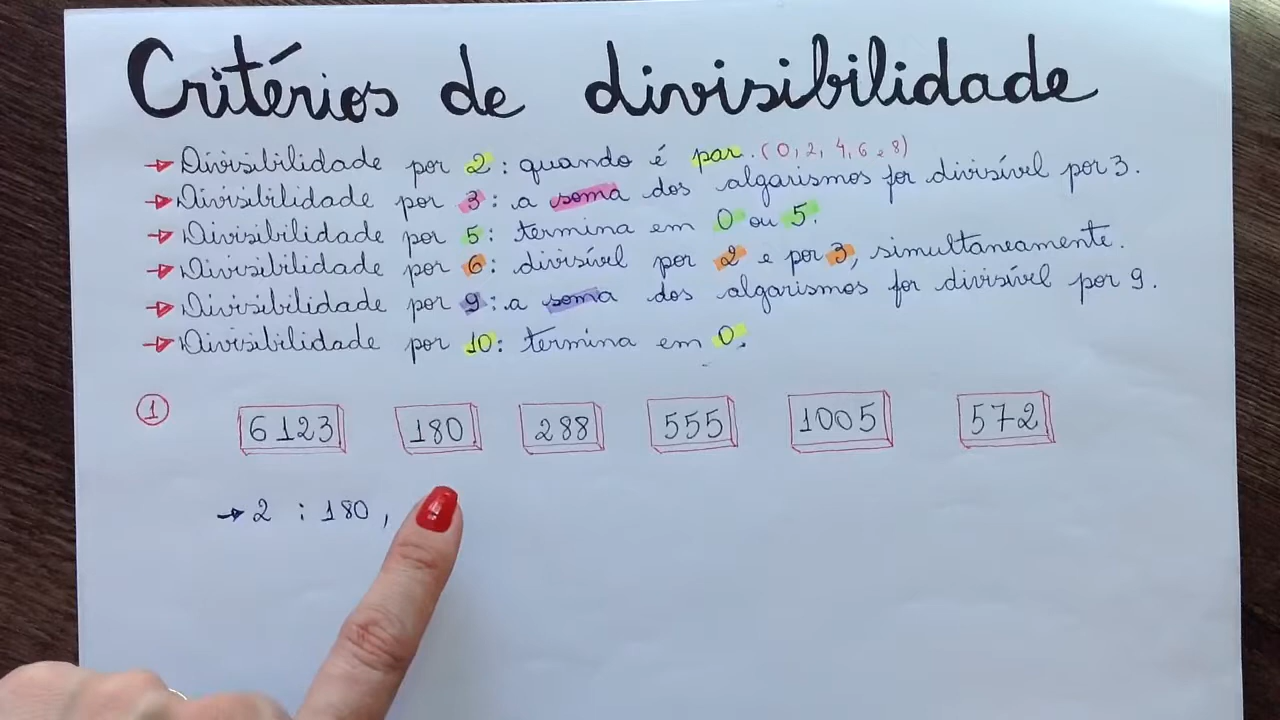 Critérios de divisibilidade
→ Divisibilidade por 2: quando é par. (0, 2, 4, 6 e 8)
→ Divisibilidade por 3: a soma dos algarismos for divisível por 3.
→ Divisibilidade por 5: termina em 0 ou 5.
→ Divisibilidade por 6: divisível por 2 e por 3, simultaneamente.
→ Divisibilidade por 9: a soma dos algarismos for divisível por 9.
→ Divisibilidade por 10: termina em 0.
1 6123 180 288 555 1005 572
→ 2 : 180,